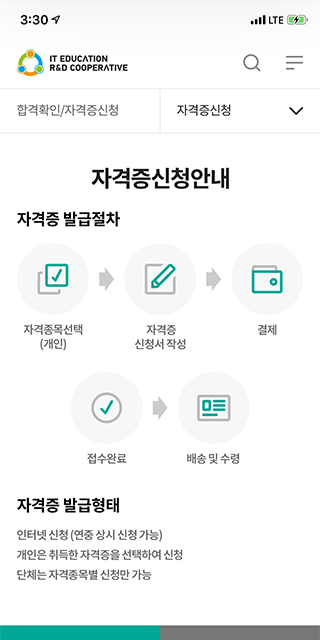 3:30
LTE
IT EDUCATION
R&D COOPERATIVE
합격확인/자격증신청
자격증신청
자격증신청안내
자격증 발급절차
자격종목선택
(개인)
자격증
신청서 작성
결제
접수완료
배송 및 수령
자격증 발급형태
인터넷 신청 (연중 상시 신청 가능)
개인은 취득한 자격증을 선택하여 신청
단체는 자격종목별 신청만 가능